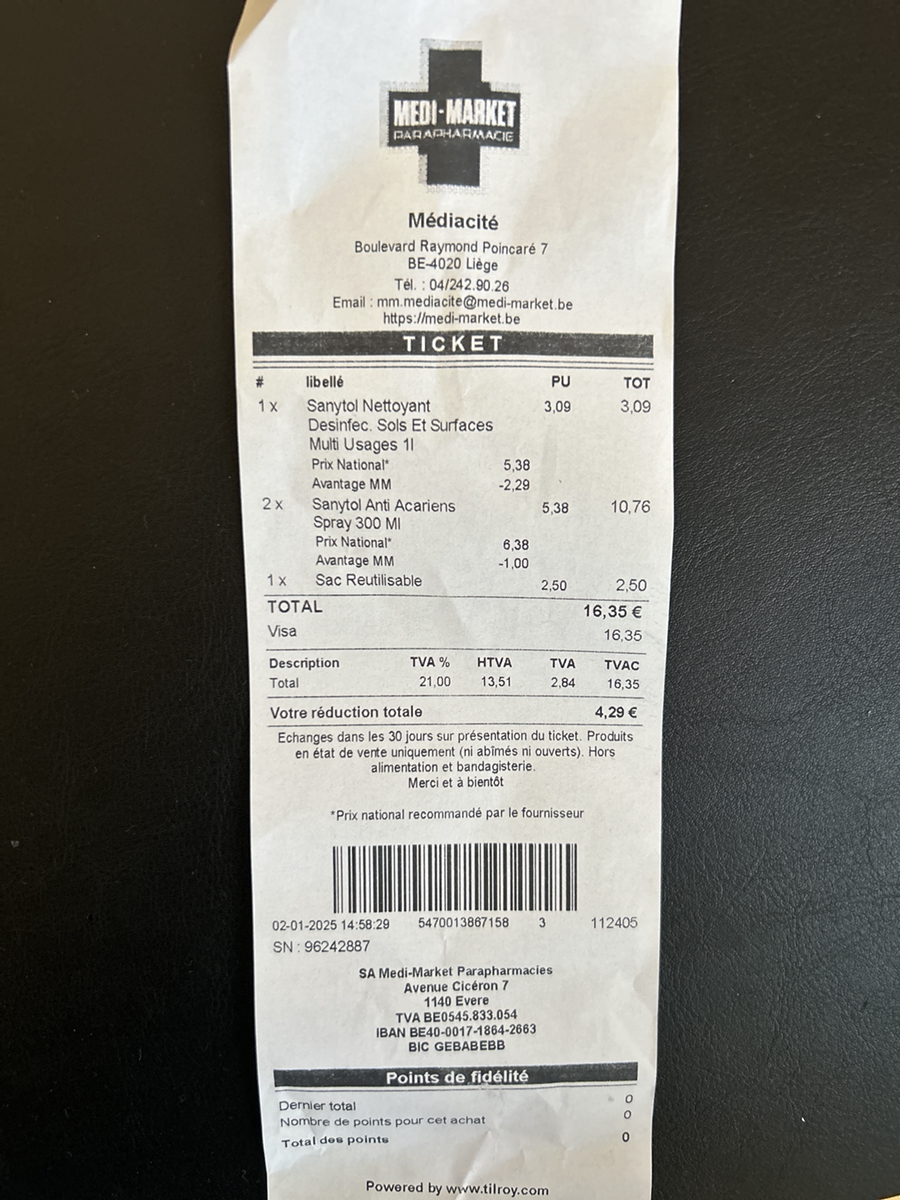 MEDI-MARKET
PARAPHARMACIE
Médiacité
Boulevard Raymond Poincaré 7
BE-4020 Liège
Tél. : 04/242.90.26
Email : mm.mediacite@medi-market.be
https://medi-market.be
TICKET
# libellé PU TOT
1 x Sanytol Nettoyant 3,09 3,09
Desinfec. Sols Et Surfaces
Multi Usages 1l
Prix National* 5,38
Avantage MM -2,29
2 x Sanytol Anti Acariens 5,38 10,76
Spray 300 Ml
Prix National* 6,38
Avantage MM -1,00
1 x Sac Reutilisable 2,50 2,50
TOTAL 16,35 €
Visa 16,35
Description TVA % HTVA TVA TVAC
Total 21,00 13,51 2,84 16,35
Votre réduction totale 4,29 €
Echanges dans les 30 jours sur présentation du ticket. Produits
en état de vente uniquement (ni abîmés ni ouverts). Hors
alimentation et bandagisterie.
Merci et à bientôt
*Prix national recommandé par le fournisseur
02-01-2025 14:58:29 5470013867158 3 112405
SN : 96242887
SA Medi-Market Parapharmacies
Avenue Cicéron 7
1140 Evere
TVA BE0545.833.054
IBAN BE40-0017-1864-2663
BIC GEBABEBB
Points de fidélité
Dernier total 0
Nombre de points pour cet achat 0
Total des points 0
Powered by www.tilroy.com